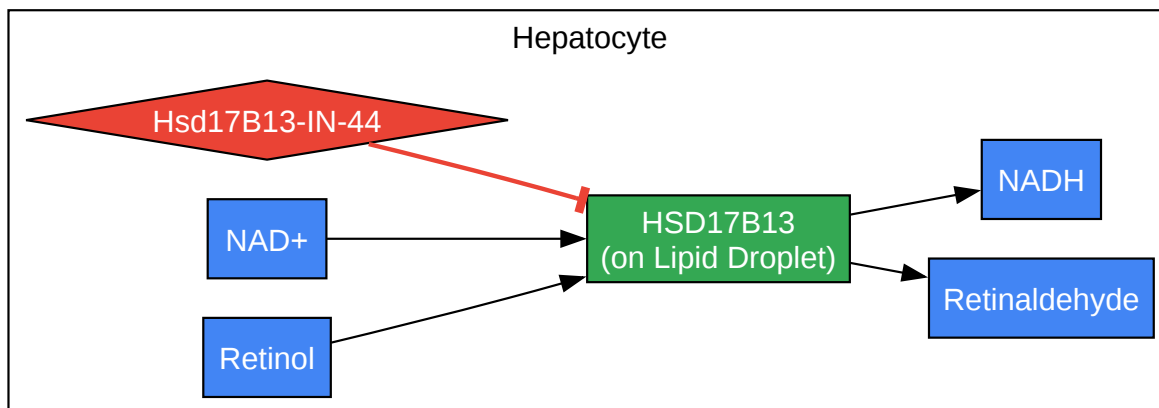 Hepatocyte
Hsd17B13-IN-44
NAD+
Retinol
HSD17B13
(on Lipid Droplet)
NADH
Retinaldehyde